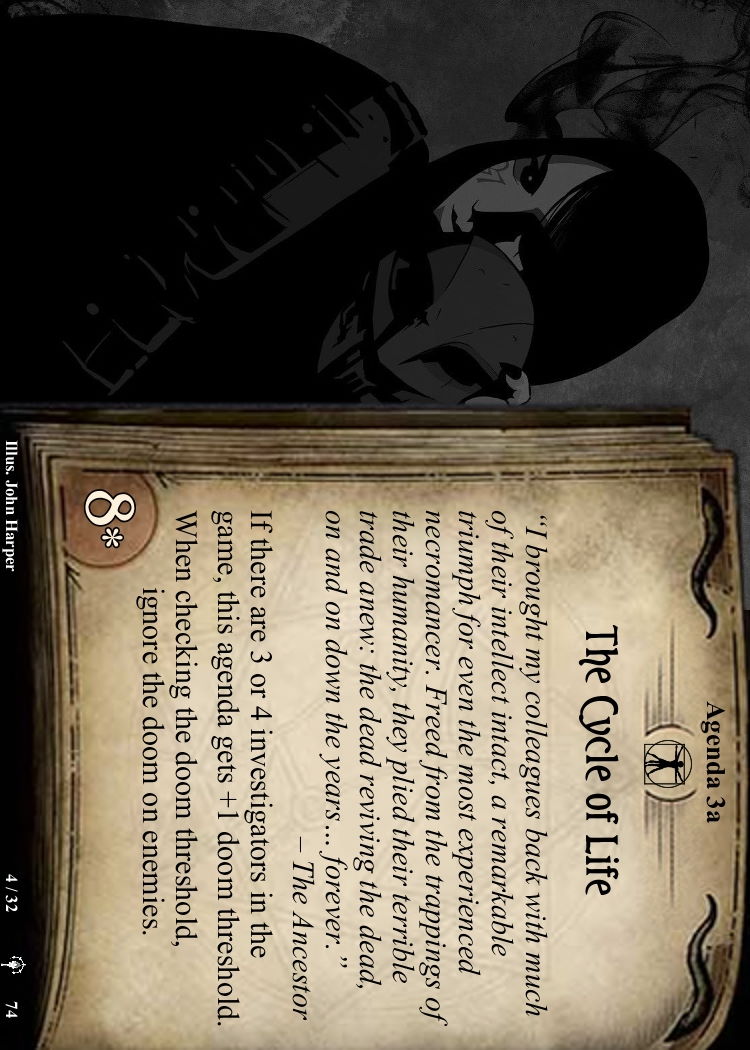 Agenda 3a
The Cycle of Life
“I brought my colleagues back with much
of their intellect intact, a remarkable
triumph for even the most experienced
necromancer. Freed from the trappings of
their humanity, they plied their terrible
trade anew: the dead reviving the dead,
on and on down the years... forever.”
– The Ancestor
If there are 3 or 4 investigators in the
game, this agenda gets +1 doom threshold.
When checking the doom threshold,
ignore the doom on enemies.
8*
Illus. John Harper
4 / 32
74